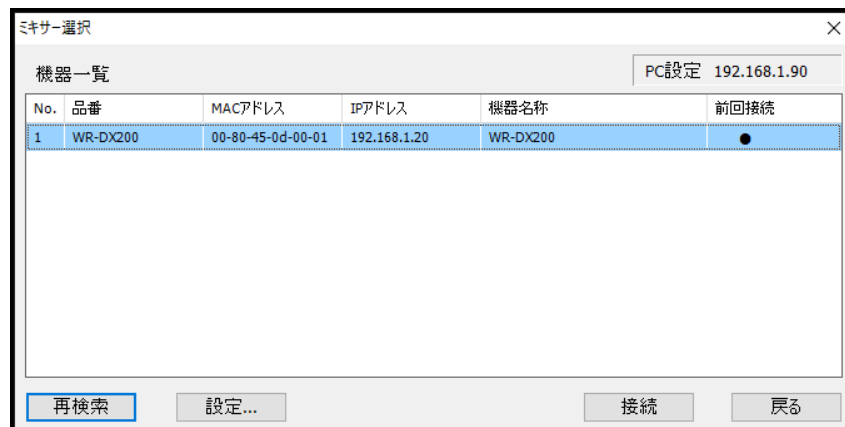 ミキサー選択
機器一覧
PC設定 192.168.1.90
No. 品番 MACアドレス IPアドレス 機器名称 前回接続
1 WR-DX200 00-80-45-0d-00-01 192.168.1.20 WR-DX200 ●
再検索 設定... 接続 戻る